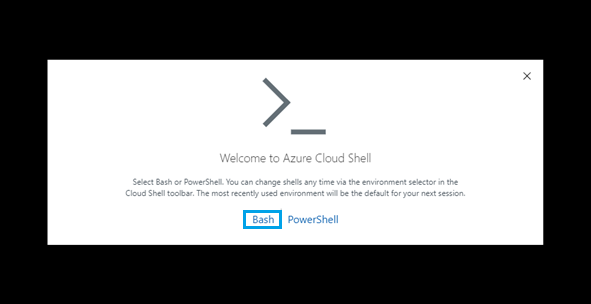 Welcome to Azure Cloud Shell
Select Bash or PowerShell. You can change shells any time via the environment selector in the
Cloud Shell toolbar. The most recently used environment will be the default for your next session.
Bash PowerShell